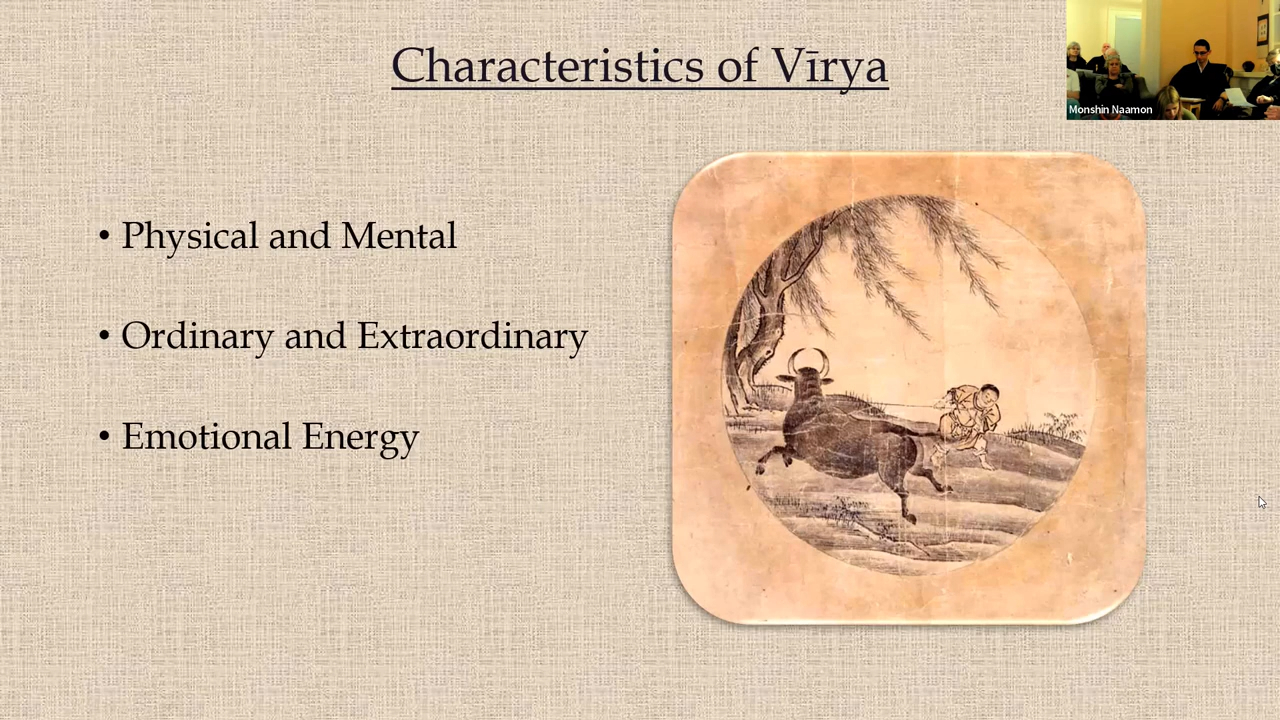 Characteristics of Vīrya
Monshin Naamon
• Physical and Mental
• Ordinary and Extraordinary
• Emotional Energy